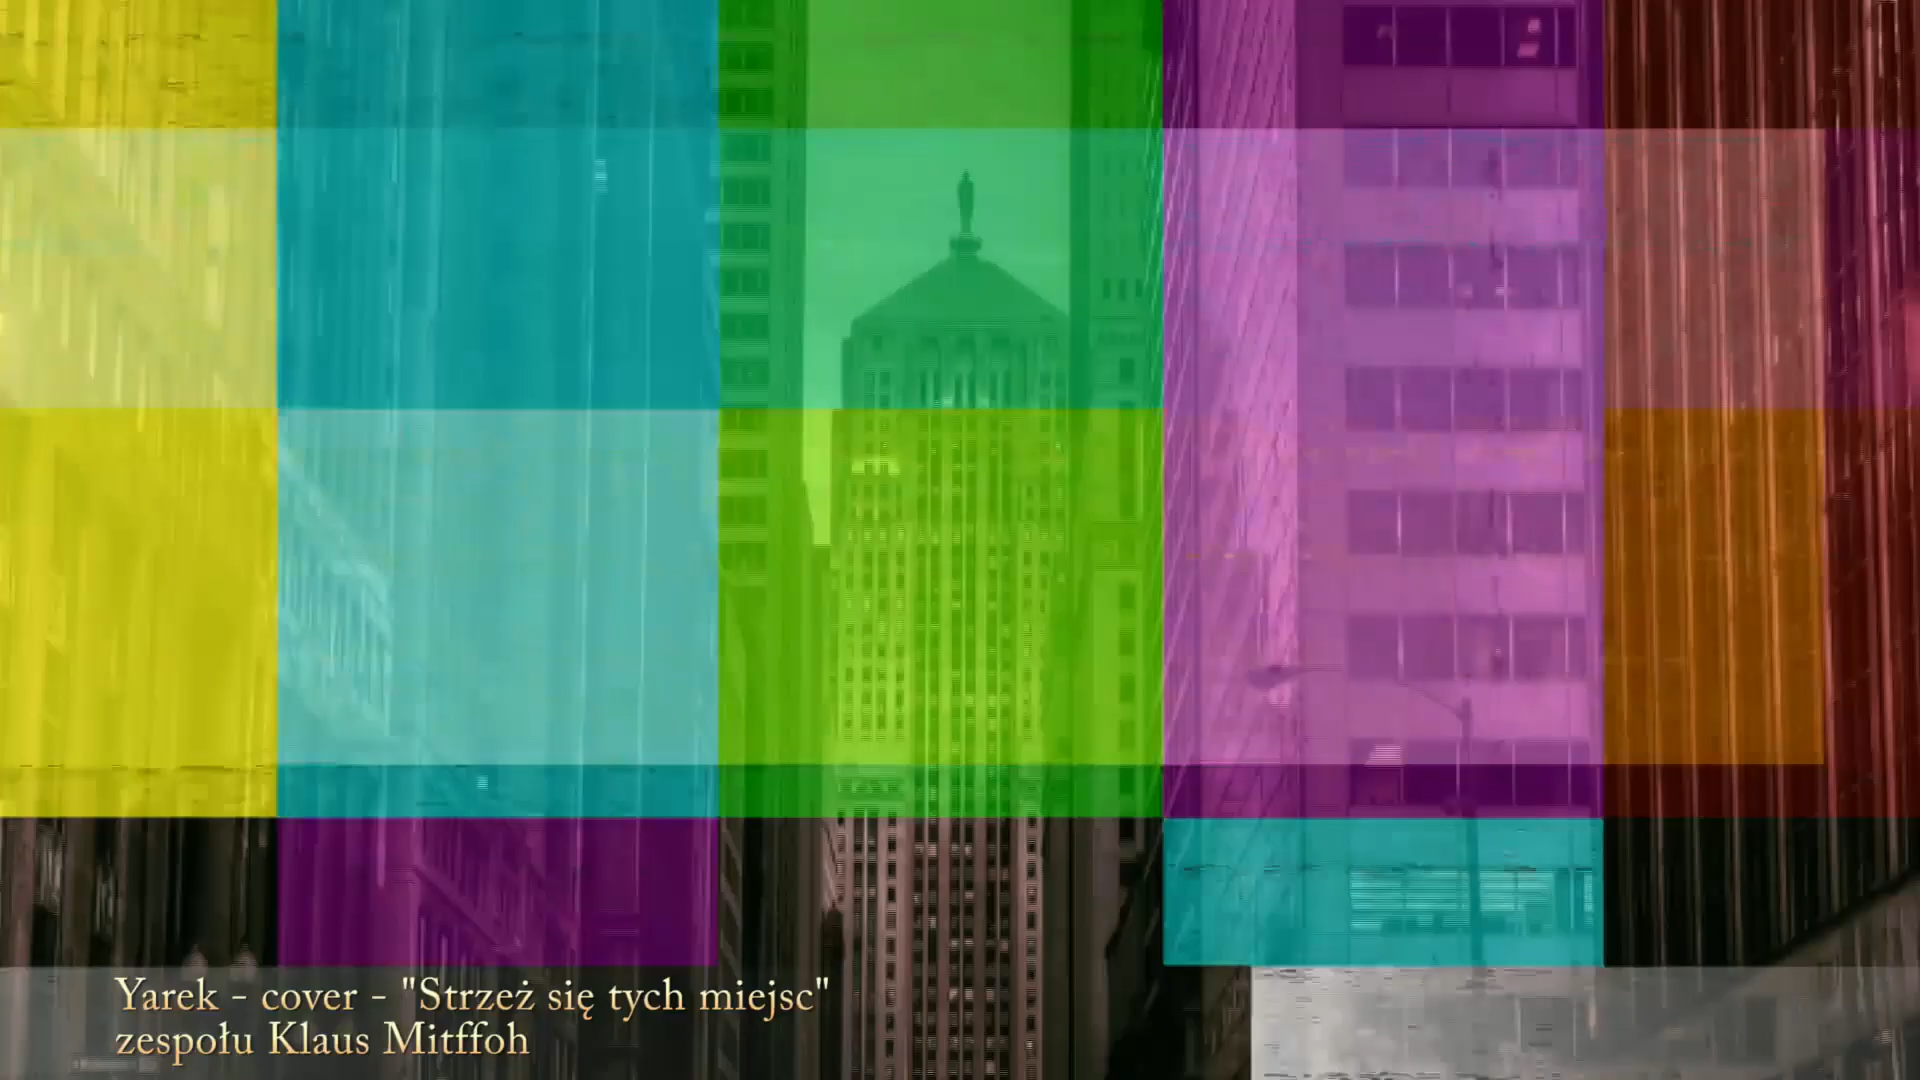 Yarek - cover - "Strzeż się tych miejsc"
zespołu Klaus Mitffoh